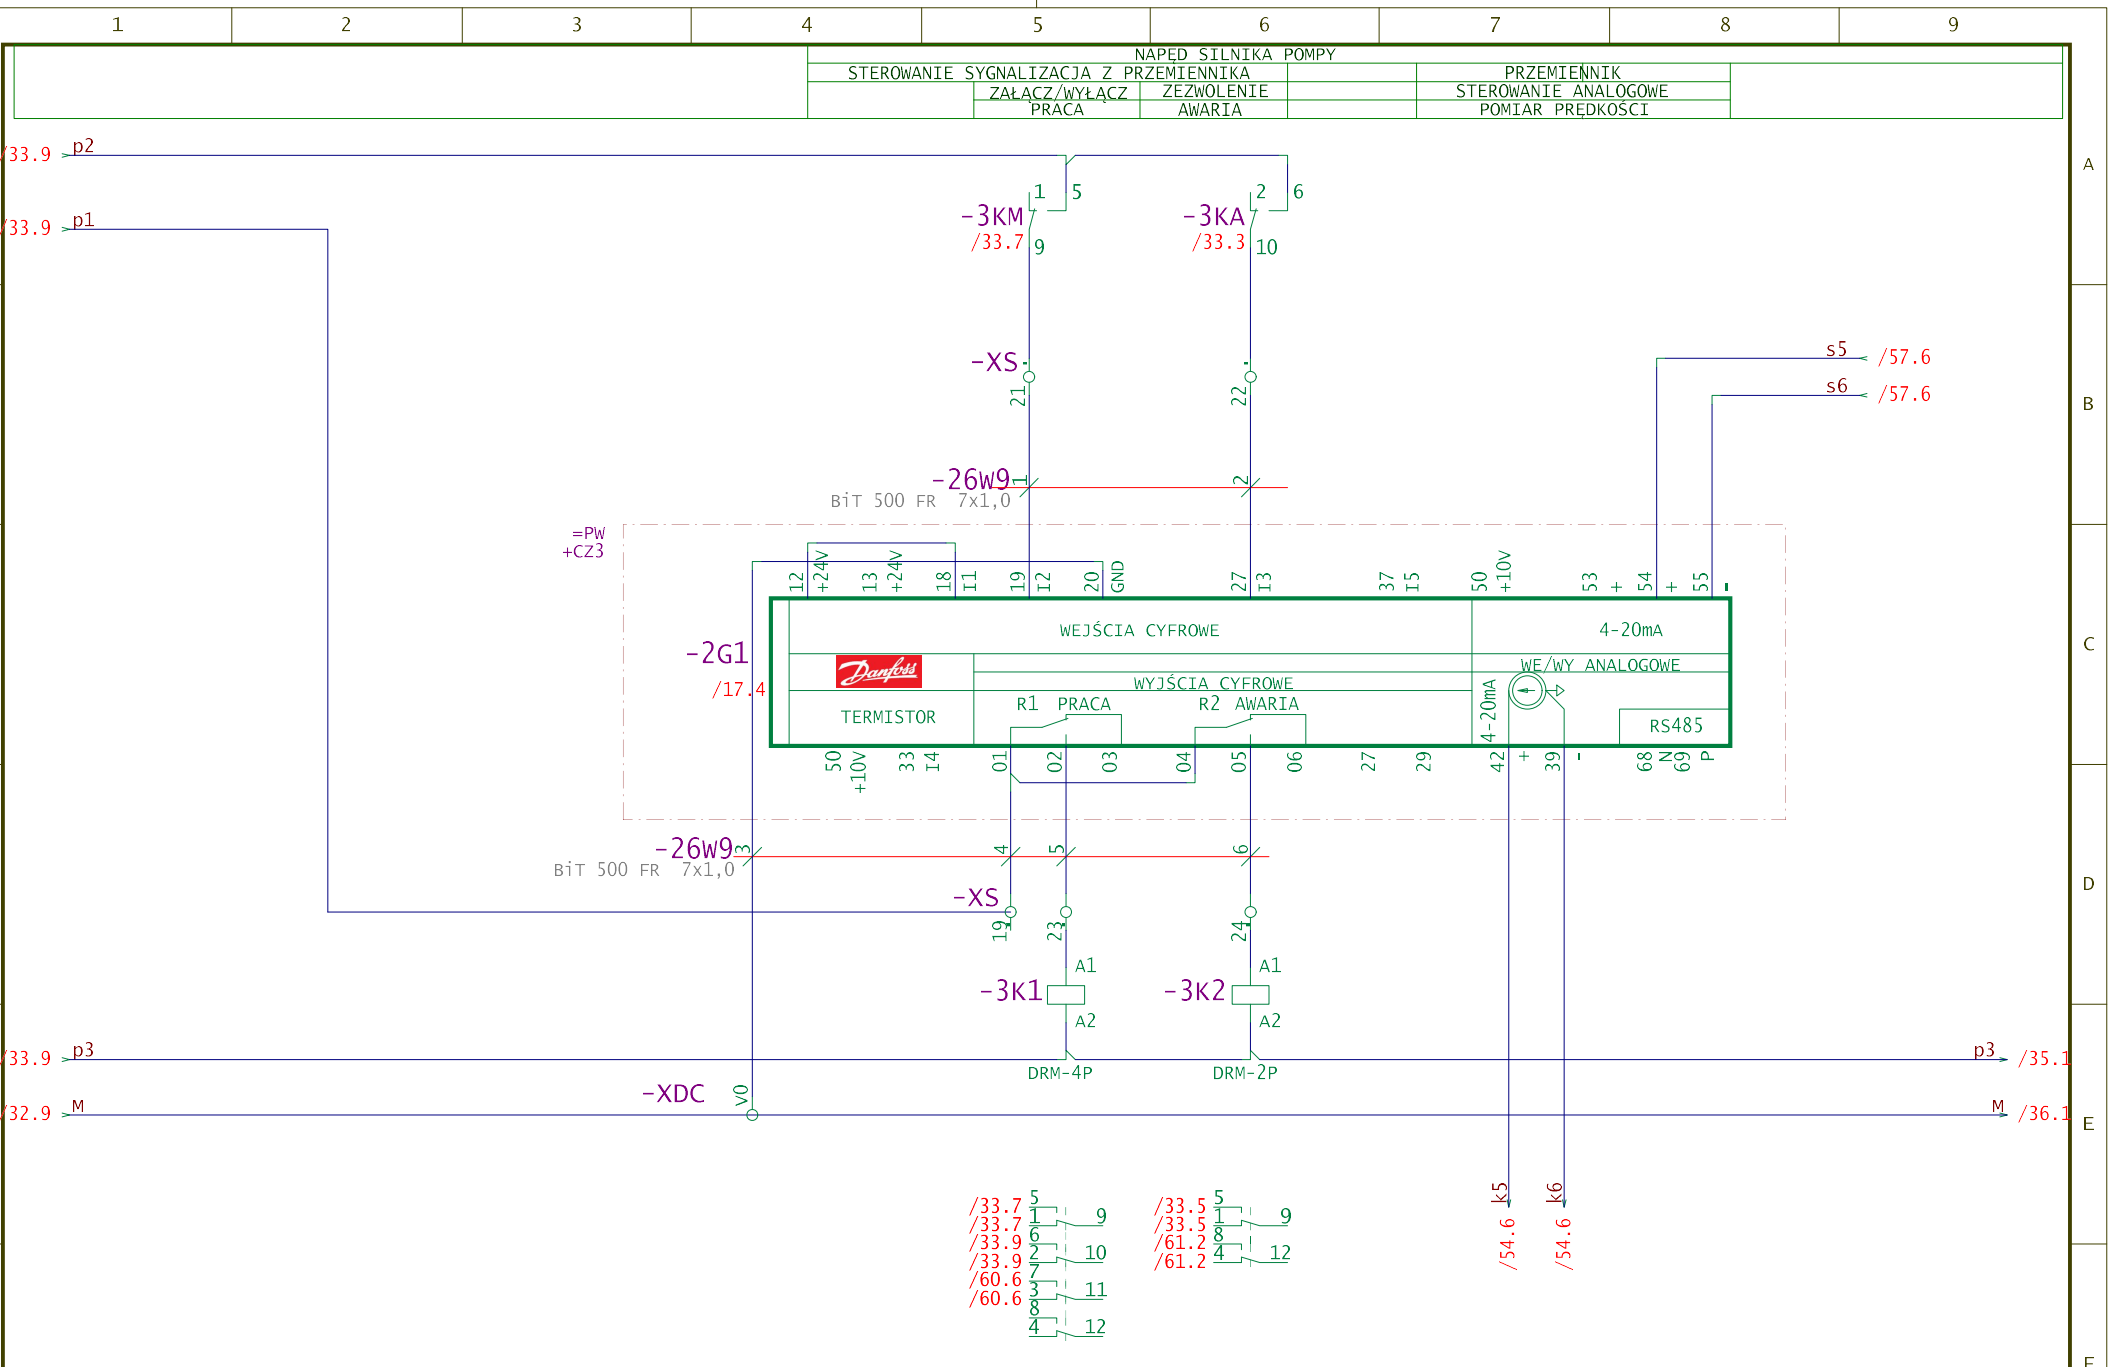 1 2 3 4 5 6 7 8 9
NAPĘD SILNIKA POMPY
STEROWANIE SYGNALIZACJA Z PRZEMIENNIKA PRZEMIENNIK
ZAŁĄCZ/WYŁĄCZ ZEZWOLENIE STEROWANIE ANALOGOWE
PRACA AWARIA POMIAR PRĘDKOŚCI
/33.9 p2
A
1 5 2 6
-3KM -3KA
/33.9 p1
/33.7 9 /33.3 10
-XS
21 22
s5 /57.6
s6 /57.6
B
-26W9 1 2
BiT 500 FR 7x1,0
=PW
+CZ3
12 +24V 13 +24V 18 I1 19 I2 20 GND 27 I3 37 I5 50 +10V 53 + 54 + 55 -
WEJŚCIA CYFROWE 4-20mA
-2G1
C
/17.4
Danfoss
WE/WY ANALOGOWE
WYJŚCIA CYFROWE
R1 PRACA R2 AWARIA 4-20mA
TERMISTOR RS485
50 +10V 33 I4 01 02 03 04 05 06 27 29 42 + 39 - 68 N 69 P
-26W9 3 4 5 6
BiT 500 FR 7x1,0
D
-XS
19 23 24
A1 A1
-3K1 -3K2
A2 A2
/33.9 p3 p3 /35.1
DRM-4P DRM-2P
-XDC V0
/32.9 M M /36.1
E
k5 k6
/54.6 /54.6
/33.7 5
/33.7 1 9
/33.9 6
/33.9 2 10
/60.6 7
/60.6 3 11
8
4 12
/33.5 5
/33.5 1 9
/61.2 8
/61.2 4 12
F